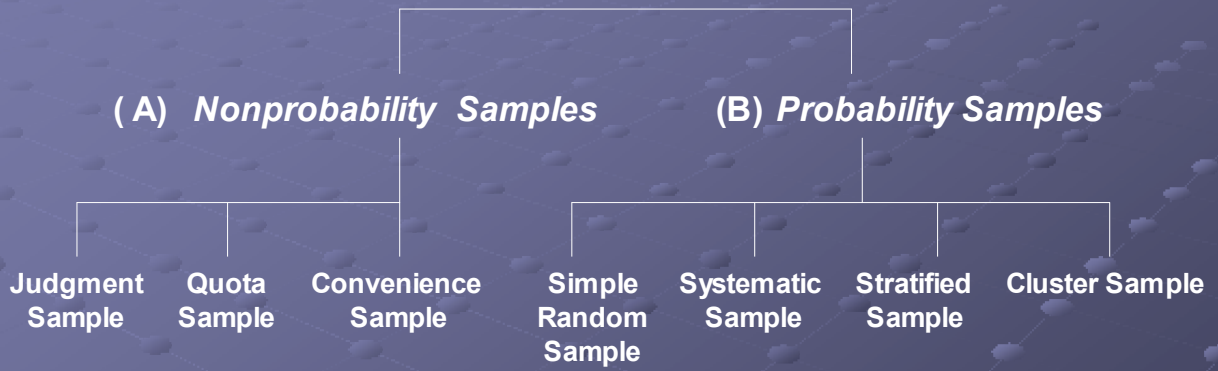 ( A) Nonprobability Samples
(B) Probability Samples
Judgment
Sample
Quota
Sample
Convenience
Sample
Simple
Random
Sample
Systematic
Sample
Stratified
Sample
Cluster Sample